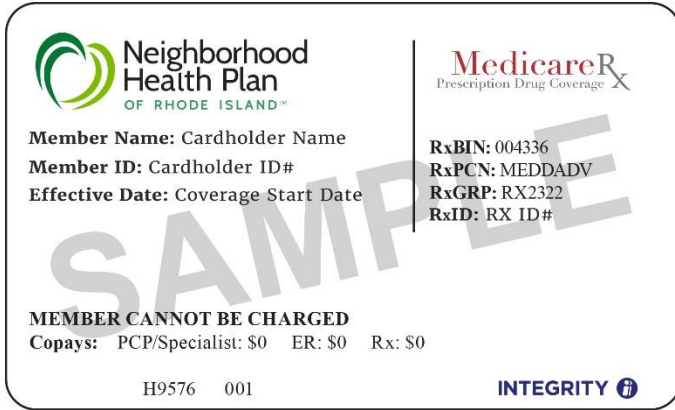 Neighborhood
Health Plan
OF RHODE ISLAND™
Member Name: Cardholder Name
Member ID: Cardholder ID#
Effective Date: Coverage Start Date
MedicareRx
Prescription Drug Coverage
RxBIN: 004336
RxPCN: MEDDADV
RxGRP: RX2322
RxID: RX ID#
SAMPLE
MEMBER CANNOT BE CHARGED
Copays: PCP/Specialist: $0 ER: $0 Rx: $0
H9576 001
INTEGRITY i